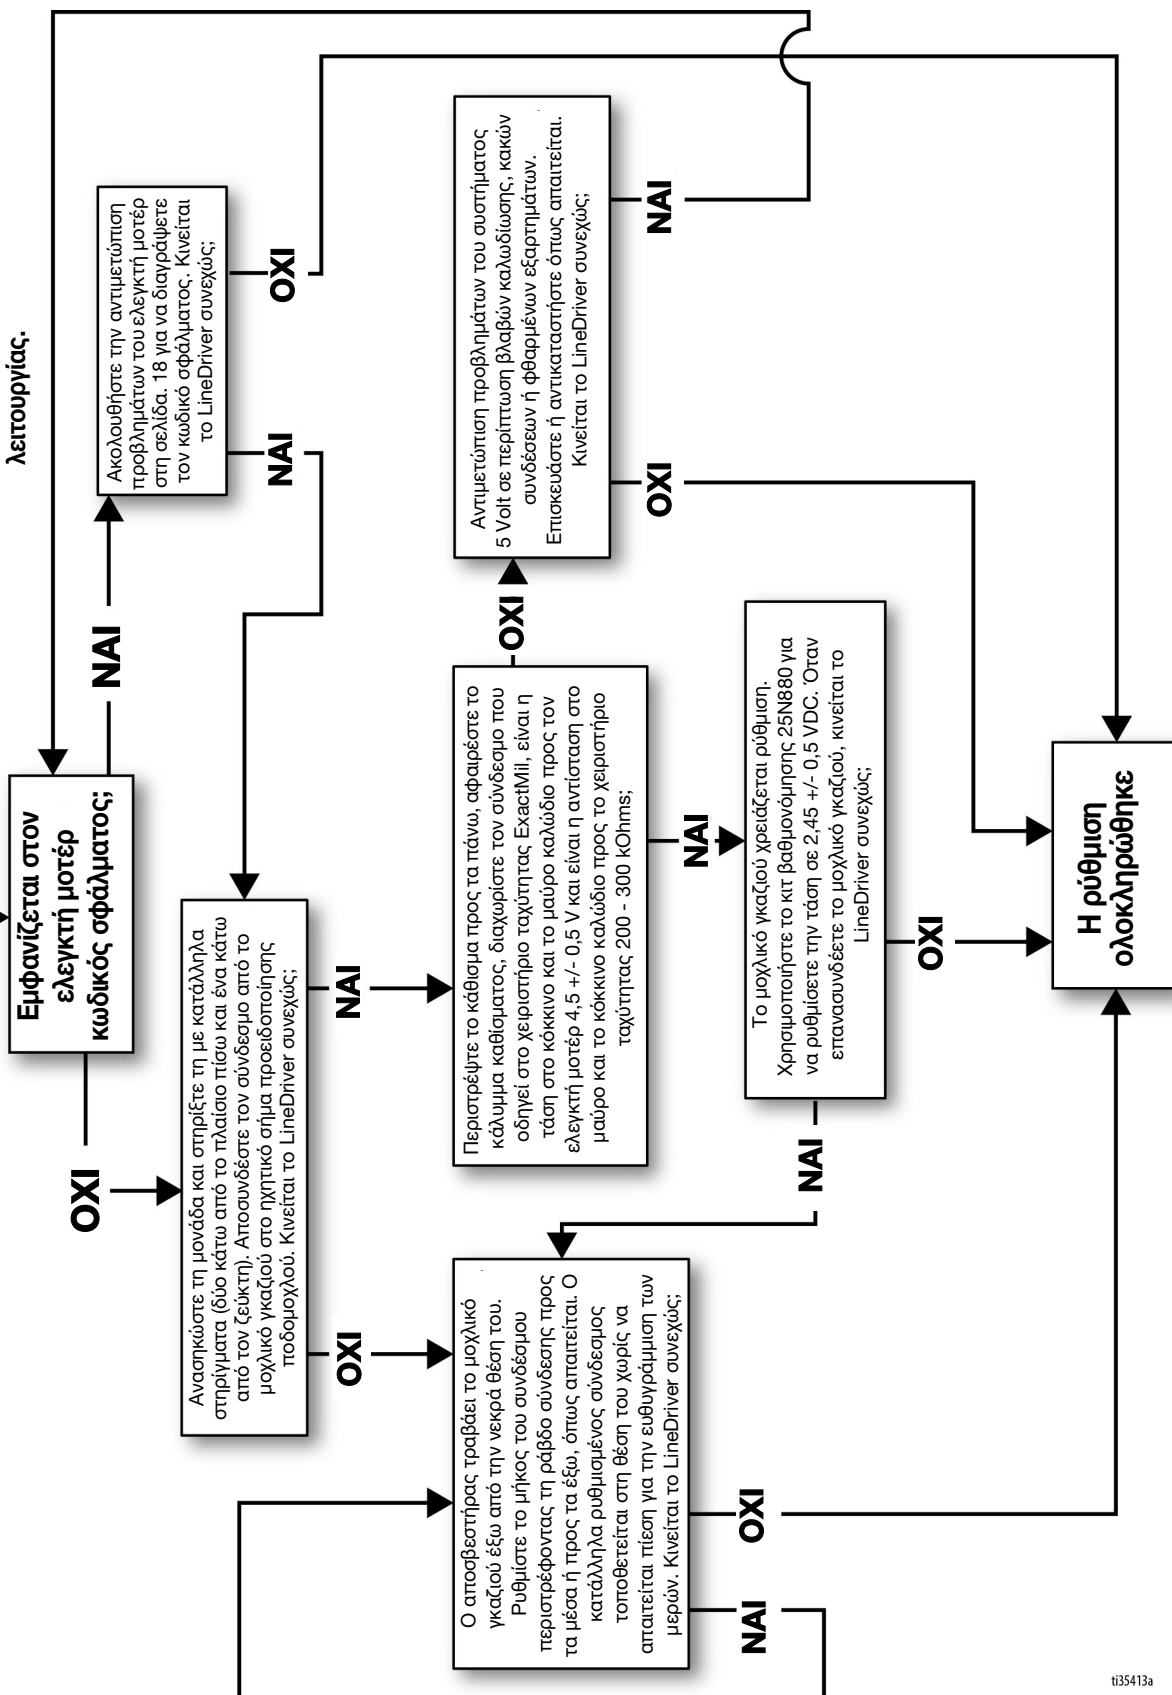 λειτουργίας.
Εμφανίζεται στον
ελεγκτή μοτέρ
κωδικός σφάλματος;
ΝΑΙ
ΟΧΙ
Ακολουθήστε την αντιμετώπιση
προβλημάτων του ελεγκτή μοτέρ
στη σελίδα. 18 για να διαγράψετε
τον κωδικό σφάλματος. Κινείται
το LineDriver συνεχώς;
ΝΑΙ
ΟΧΙ
Ανασηκώστε τη μονάδα και στηρίξτε τη με κατάλληλα
στηρίγματα (δύο κάτω από το πλαίσιο πίσω και ένα κάτω
από τον ζεύκτη). Αποσυνδέστε τον σύνδεσμο από το
μοχλικό γκαζιού στο ηχητικό σήμα προειδοποίησης
ποδομοχλού. Κινείται το LineDriver συνεχώς;
ΟΧΙ
ΝΑΙ
Ο αποσβεστήρας τραβάει το μοχλικό
γκαζιού έξω από την νεκρά θέση του.
Ρυθμίστε το μήκος του συνδέσμου
περιστρέφοντας τη ράβδο σύνδεσης προς
τα μέσα ή προς τα έξω, όπως απαιτείται. Ο
κατάλληλα ρυθμισμένος σύνδεσμος
τοποθετείται στη θέση του χωρίς να
απαιτείται πίεση για την ευθυγράμμιση των
μερών. Κινείται το LineDriver συνεχώς;
ΝΑΙ
ΟΧΙ
Περιστρέψτε το κάθισμα προς τα πάνω, αφαιρέστε το
κάλυμμα καθίσματος, διαχωρίστε τον σύνδεσμο που
οδηγεί στο χειριστήριο ταχύτητας ExactMil, είναι η
τάση στο κόκκινο και το μαύρο καλώδιο προς τον
ελεγκτή μοτέρ 4,5 +/- 0,5 V και είναι η αντίσταση στο
μαύρο και το κόκκινο καλώδιο προς το χειριστήριο
ταχύτητας 200 - 300 kOhms;
ΟΧΙ
ΝΑΙ
Αντιμετώπιση προβλημάτων του συστήματος
5 Volt σε περίπτωση βλαβών καλωδίωσης, κακών
συνδέσεων ή φθαρμένων εξαρτημάτων.
Επισκευάστε ή αντικαταστήστε όπως απαιτείται.
Κινείται το LineDriver συνεχώς;
ΟΧΙ
ΝΑΙ
Το μοχλικό γκαζιού χρειάζεται ρύθμιση.
Χρησιμοποιήστε το κιτ βαθμονόμησης 25N880 για
να ρυθμίσετε την τάση σε 2,45 +/- 0,5 VDC. Όταν
επανασυνδέετε το μοχλικό γκαζιού, κινείται το
LineDriver συνεχώς;
ΝΑΙ
ΟΧΙ
Η ρύθμιση
ολοκληρώθηκε
ti35413a